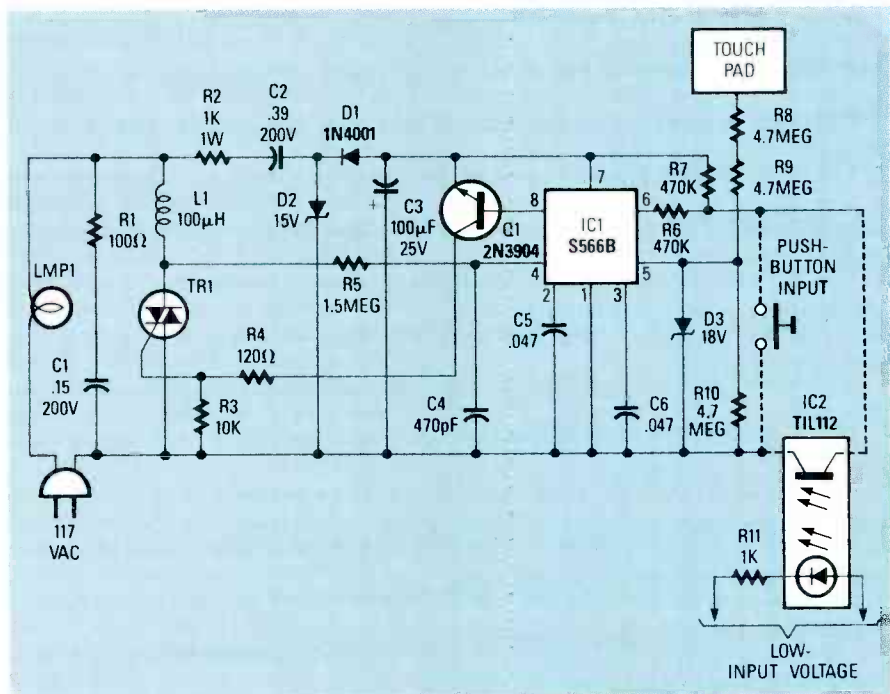 TOUCH
PAD
R8
4.7MEG
R9
4.7MEG
R2
1K
1W
C2
.39
200V
D1
1N4001
L1
100µH
D2
15V
R1
100Ω
C3
100µF
25V
+
Q1
2N3904
8
7
6
IC1
S566B
4
5
2
1
3
R7
470K
R6
470K
PUSH-
BUTTON
INPUT
LMP1
TR1
R5
1.5MEG
R4
120Ω
C5
.047
D3
18V
C1
.15
200V
R3
10K
C4
470pF
C6
.047
R10
4.7
MEG
IC2
TIL112
117
VAC
R11
1K
LOW-
INPUT VOLTAGE